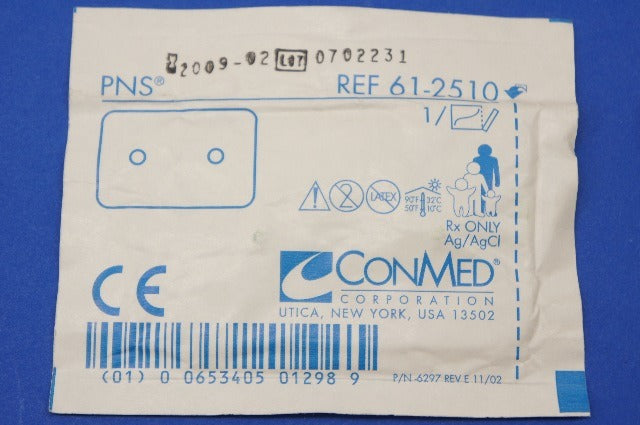 2009-02 LOT 0702231
PNS® REF 61-2510
1/
LATEX
90°F 32°C
50°F 10°C
Rx ONLY
Ag/AgCl
CONMED®
CORPORATION
UTICA, NEW YORK, USA 13502
CE
(01) 0 0653405 01298 9
P/N-6297 REV E 11/02